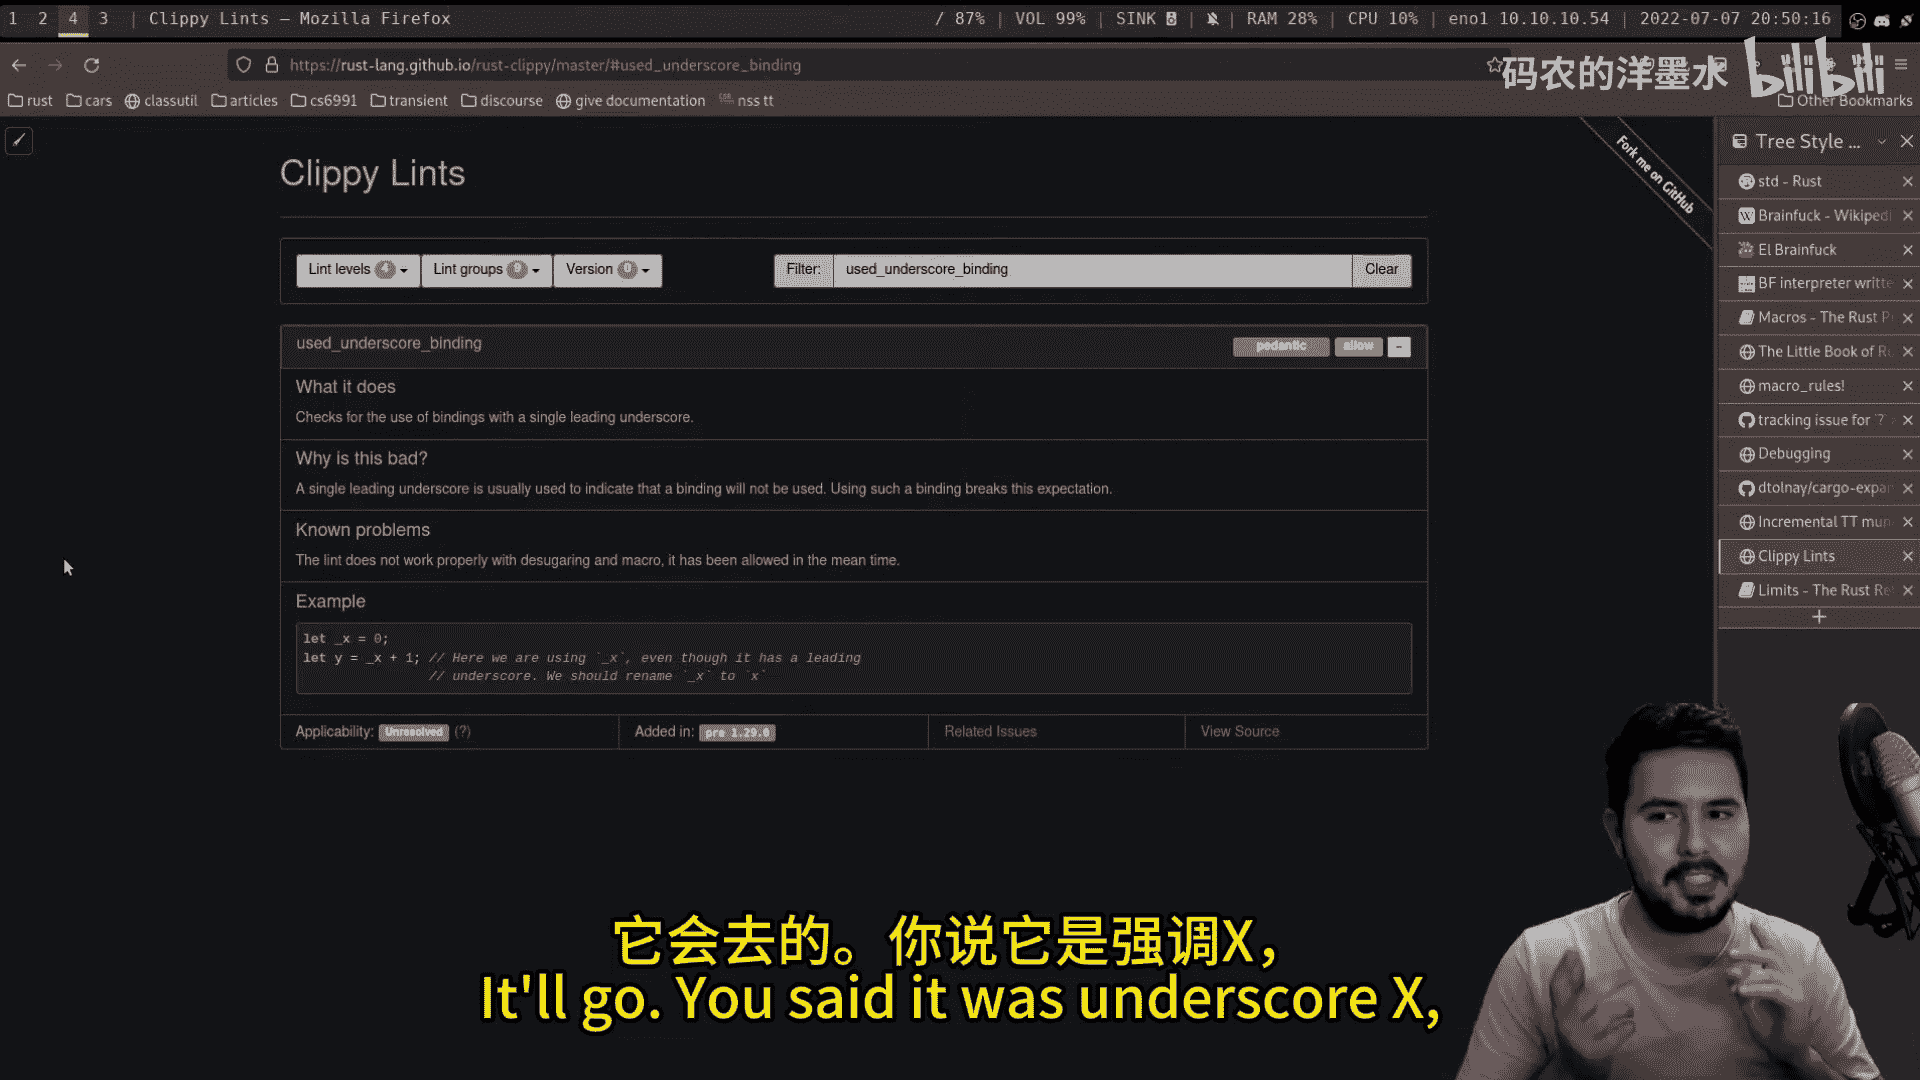 1 2 4 3 | Clippy Lints — Mozilla Firefox
/ 87% | VOL 99% | SINK | RAM 28% | CPU 10% | eno1 10.10.10.54 | 2022-07-07 20:50:16
https://rust-lang.github.io/rust-clippy/master/#used_underscore_binding
码农的洋墨水 bilibili
rust cars classutil articles cs6991 transient discourse give documentation nss tt Other Bookmarks
Clippy Lints
Fork me on GitHub
Lint levels 4 Lint groups 9 Version 0 Filter: used_underscore_binding Clear
used_underscore_binding pedantic allow −
What it does
Checks for the use of bindings with a single leading underscore.
Why is this bad?
A single leading underscore is usually used to indicate that a binding will not be used. Using such a binding breaks this expectation.
Known problems
The lint does not work properly with desugaring and macro, it has been allowed in the mean time.
Example
let _x = 0;
let y = _x + 1; // Here we are using `_x`, even though it has a leading
// underscore. We should rename `_x` to `x`
Applicability: Unresolved (?) Added in: pre 1.29.0 Related Issues View Source
Tree Style ...
std - Rust
Brainfuck - Wikiped
El Brainfuck
BF interpreter writte
Macros - The Rust P
The Little Book of R
macro_rules!
tracking issue for `?`
Debugging
dtolnay/cargo-expa
Incremental TT mun
Clippy Lints
Limits - The Rust Re
它会去的。你说它是强调X，
It'll go. You said it was underscore X,